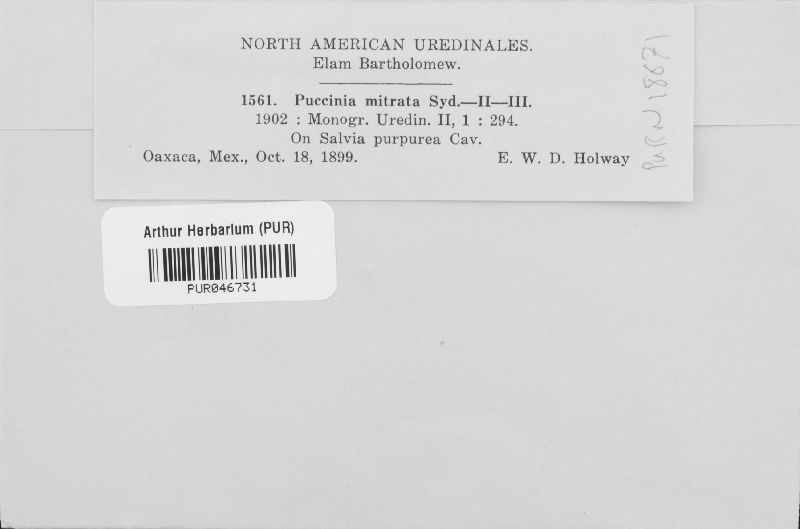 NORTH AMERICAN UREDINALES.
Elam Bartholomew.
1561. Puccinia mitrata Syd.—II—III.
1902 : Monogr. Uredin. II, 1 : 294.
On Salvia purpurea Cav.
Oaxaca, Mex., Oct. 18, 1899. E. W. D. Holway
PUR N18671
Arthur Herbarium (PUR)
PUR046731